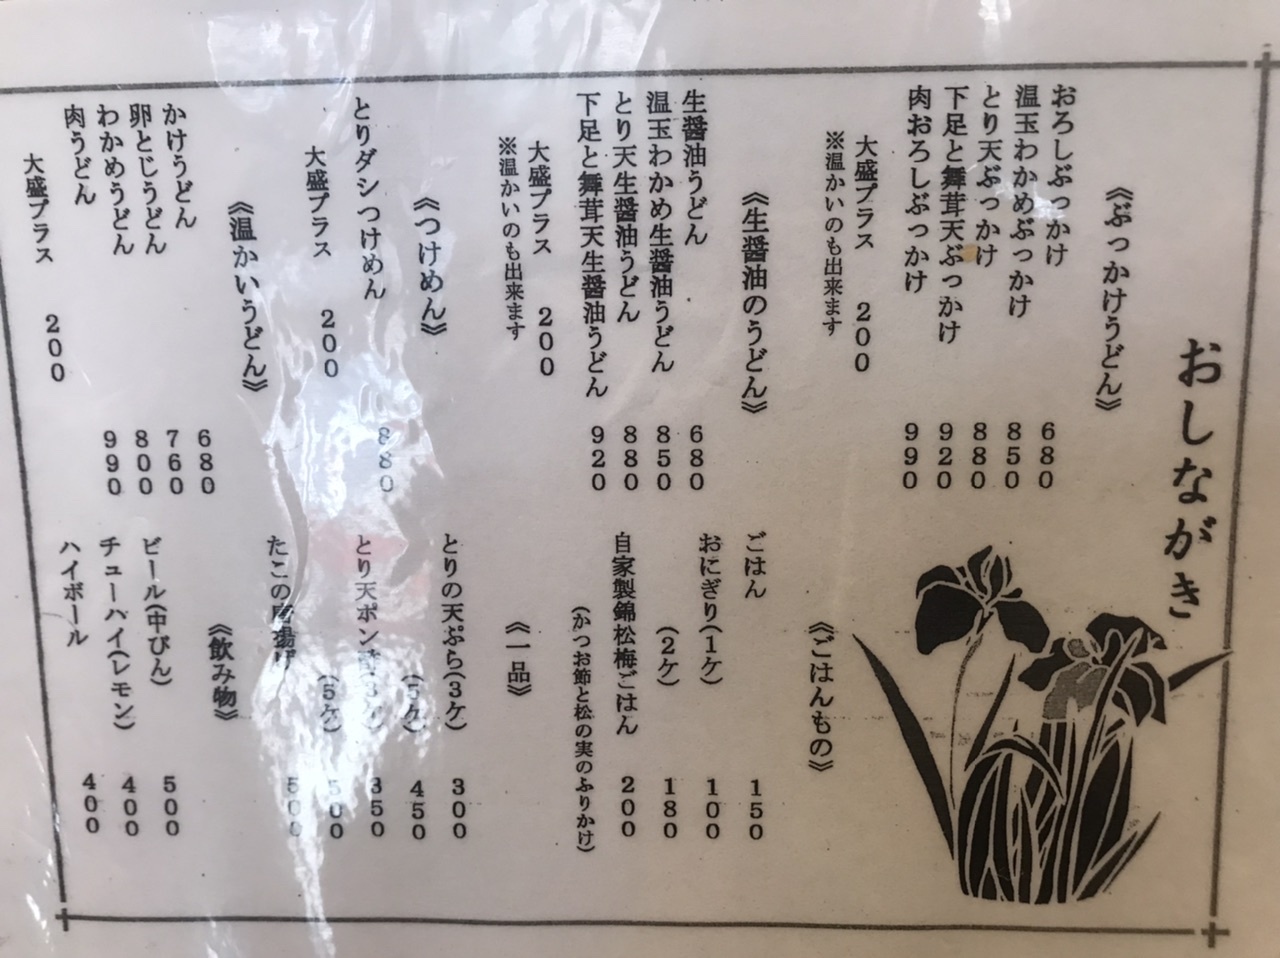 おしながき
《ぶっかけうどん》
おろしぶっかけ 680
温玉わかめぶっかけ 850
とり天ぶっかけ 880
下足と舞茸天ぶっかけ 920
肉おろしぶっかけ 990
大盛プラス 200
※温かいのも出来ます
《生醤油のうどん》
生醤油うどん 680
温玉わかめ生醤油うどん 850
とり天生醤油うどん 880
下足と舞茸天生醤油うどん 920
大盛プラス 200
※温かいのも出来ます
《つけめん》
とりダシつけめん 880
大盛プラス 200
《温かいうどん》
かけうどん 680
卵とじうどん 760
わかめうどん 800
肉うどん 990
大盛プラス 200
《ごはんもの》
ごはん 150
おにぎり(1ケ) 100
(2ケ) 180
自家製錦松梅ごはん 200
(かつお節と松の実のふりかけ)
《一品》
とりの天ぷら(3ケ) 300
(5ケ) 450
とり天ポン酢(3ケ) 350
(5ケ) 500
たこの唐揚げ 500
《飲み物》
ビール(中びん) 500
チューハイ(レモン) 400
ハイボール 400